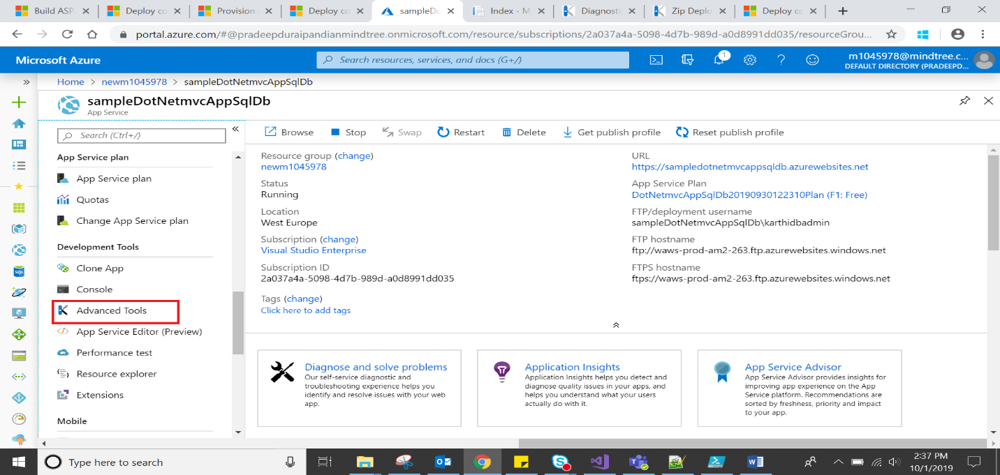 Build ASP
Deploy co
Provision
Deploy co
sampleDo
Index - M
Diagnosti
Zip Deplo
Deploy co
portal.azure.com/#@pradeepduraipandianmindtree.onmicrosoft.com/resource/subscriptions/2a037a4a-5098-4d7b-989d-a0d8991dd035/resourceGrou...
Microsoft Azure
Search resources, services, and docs (G+/)
1
m1045978@mindtree.c...
DEFAULT DIRECTORY (PRADEEPD...
Home > newm1045978 > sampleDotNetmvcAppSqlDb
sampleDotNetmvcAppSqlDb
App Service
Search (Ctrl+/)
App Service plan
App Service plan
Quotas
Change App Service plan
Development Tools
Clone App
Console
Advanced Tools
App Service Editor (Preview)
Performance test
Resource explorer
Extensions
Mobile
Browse Stop Swap Restart Delete Get publish profile Reset publish profile
Resource group (change)
newm1045978
Status
Running
Location
West Europe
Subscription (change)
Visual Studio Enterprise
Subscription ID
2a037a4a-5098-4d7b-989d-a0d8991dd035
Tags (change)
Click here to add tags
URL
https://sampledotnetmvcappsqldb.azurewebsites.net
App Service Plan
DotNetmvcAppSqlDb20190930122310Plan (F1: Free)
FTP/deployment username
sampleDotNetmvcAppSqlDb\karthidbadmin
FTP hostname
ftp://waws-prod-am2-263.ftp.azurewebsites.windows.net
FTPS hostname
ftps://waws-prod-am2-263.ftp.azurewebsites.windows.net
Diagnose and solve problems
Our self-service diagnostic and
troubleshooting experience helps you
identify and resolve issues with your web
app.
Application Insights
Application Insights helps you detect and
diagnose quality issues in your apps, and
helps you understand what your users
actually do with it.
App Service Advisor
App Service Advisor provides insights for
improving app experience on the App
Service platform. Recommendations are
sorted by freshness, priority and impact
to your app.
SQL
Type here to search
2:37 PM
10/1/2019